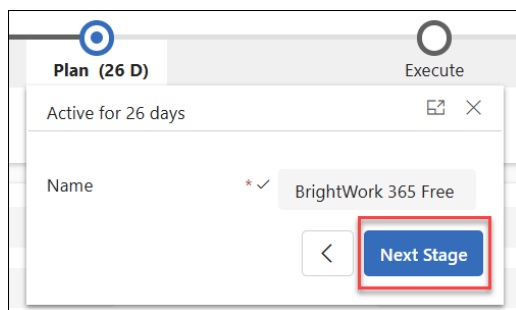 Plan (26 D)
Execute
Active for 26 days
Name * BrightWork 365 Free
Next Stage